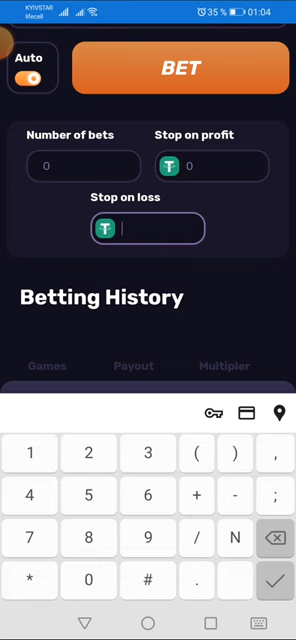 KYIVSTAR
lifecell
35 % 01:04
Auto
BET
Number of bets Stop on profit
0 0
Stop on loss
Betting History
Games Payout Multipler
1 2 3 ( ) ,
4 5 6 + - ;
7 8 9 / N
* 0 # .